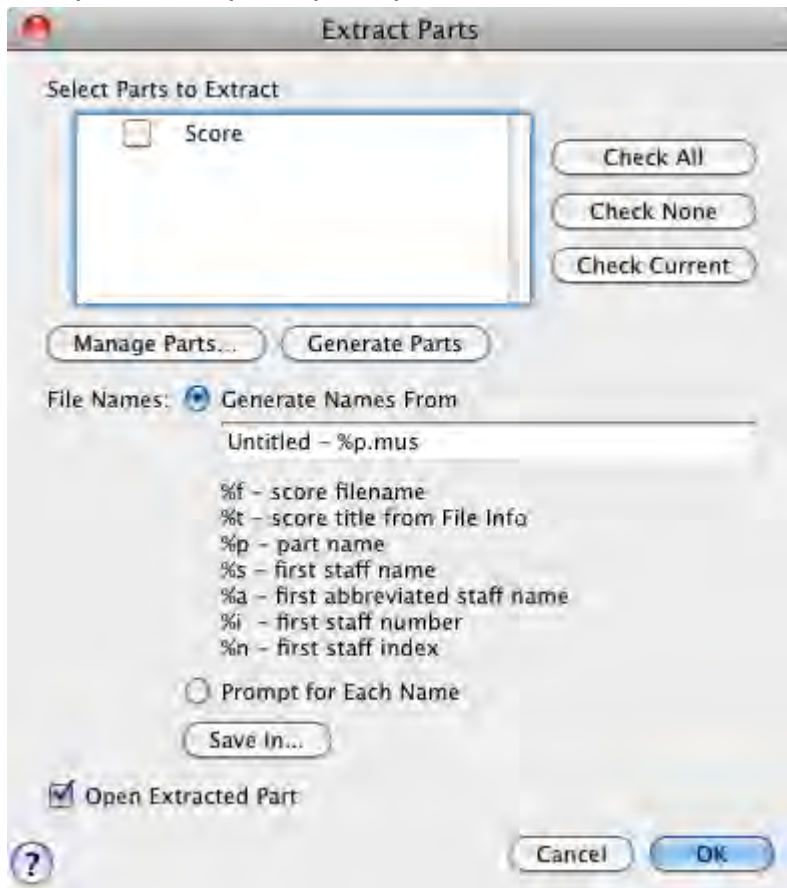 Extract Parts
Select Parts to Extract
Score
Check All
Check None
Check Current
Manage Parts...
Generate Parts
File Names:
Generate Names From
Untitled – %p.mus
%f – score filename
%t – score title from File Info
%p – part name
%s – first staff name
%a – first abbreviated staff name
%i – first staff number
%n – first staff index
Prompt for Each Name
Save In...
Open Extracted Part
?
Cancel
OK